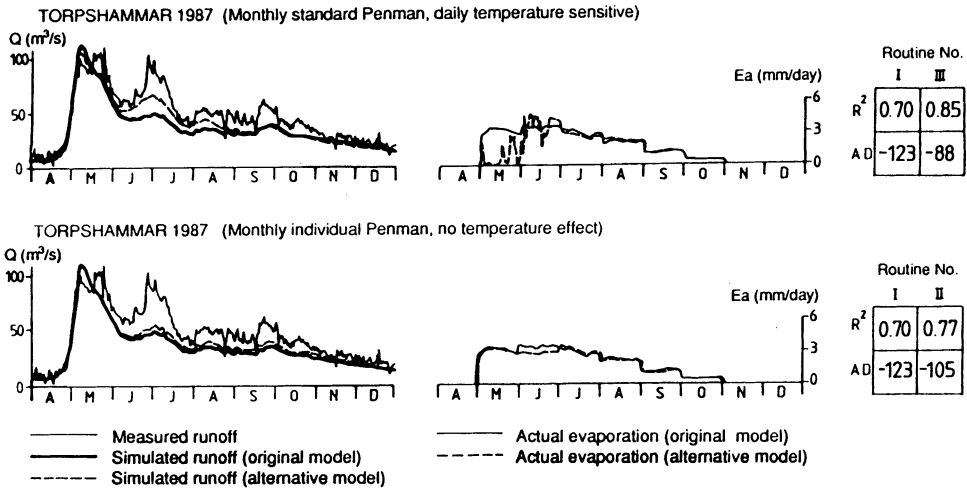 TORPSHAMMAR 1987 (Monthly standard Penman, daily temperature sensitive)
Q (m³/s)
100
50
0
A M J J A S O N D
Ea (mm/day)
6
3
0
A M J J A S O N D
Routine No.
I III
R² 0.70 0.85
AD -123 -88
TORPSHAMMAR 1987 (Monthly individual Penman, no temperature effect)
Q (m³/s)
100
50
0
A M J J A S O N D
Ea (mm/day)
6
3
0
A M J J A S O N D
Routine No.
I II
R² 0.70 0.77
AD -123 -105
Measured runoff
Simulated runoff (original model)
Simulated runoff (alternative model)
Actual evaporation (original model)
Actual evaporation (alternative model)